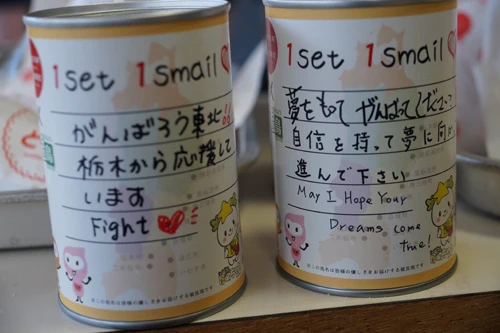 1set 1smail
がんばろう東北!!
栃木から応援して
います
Fight
1set 1smail
夢をもって がんばってください
自信を持って夢に向かって
進んで下さい
May I Hope Your
Dreams come
true!